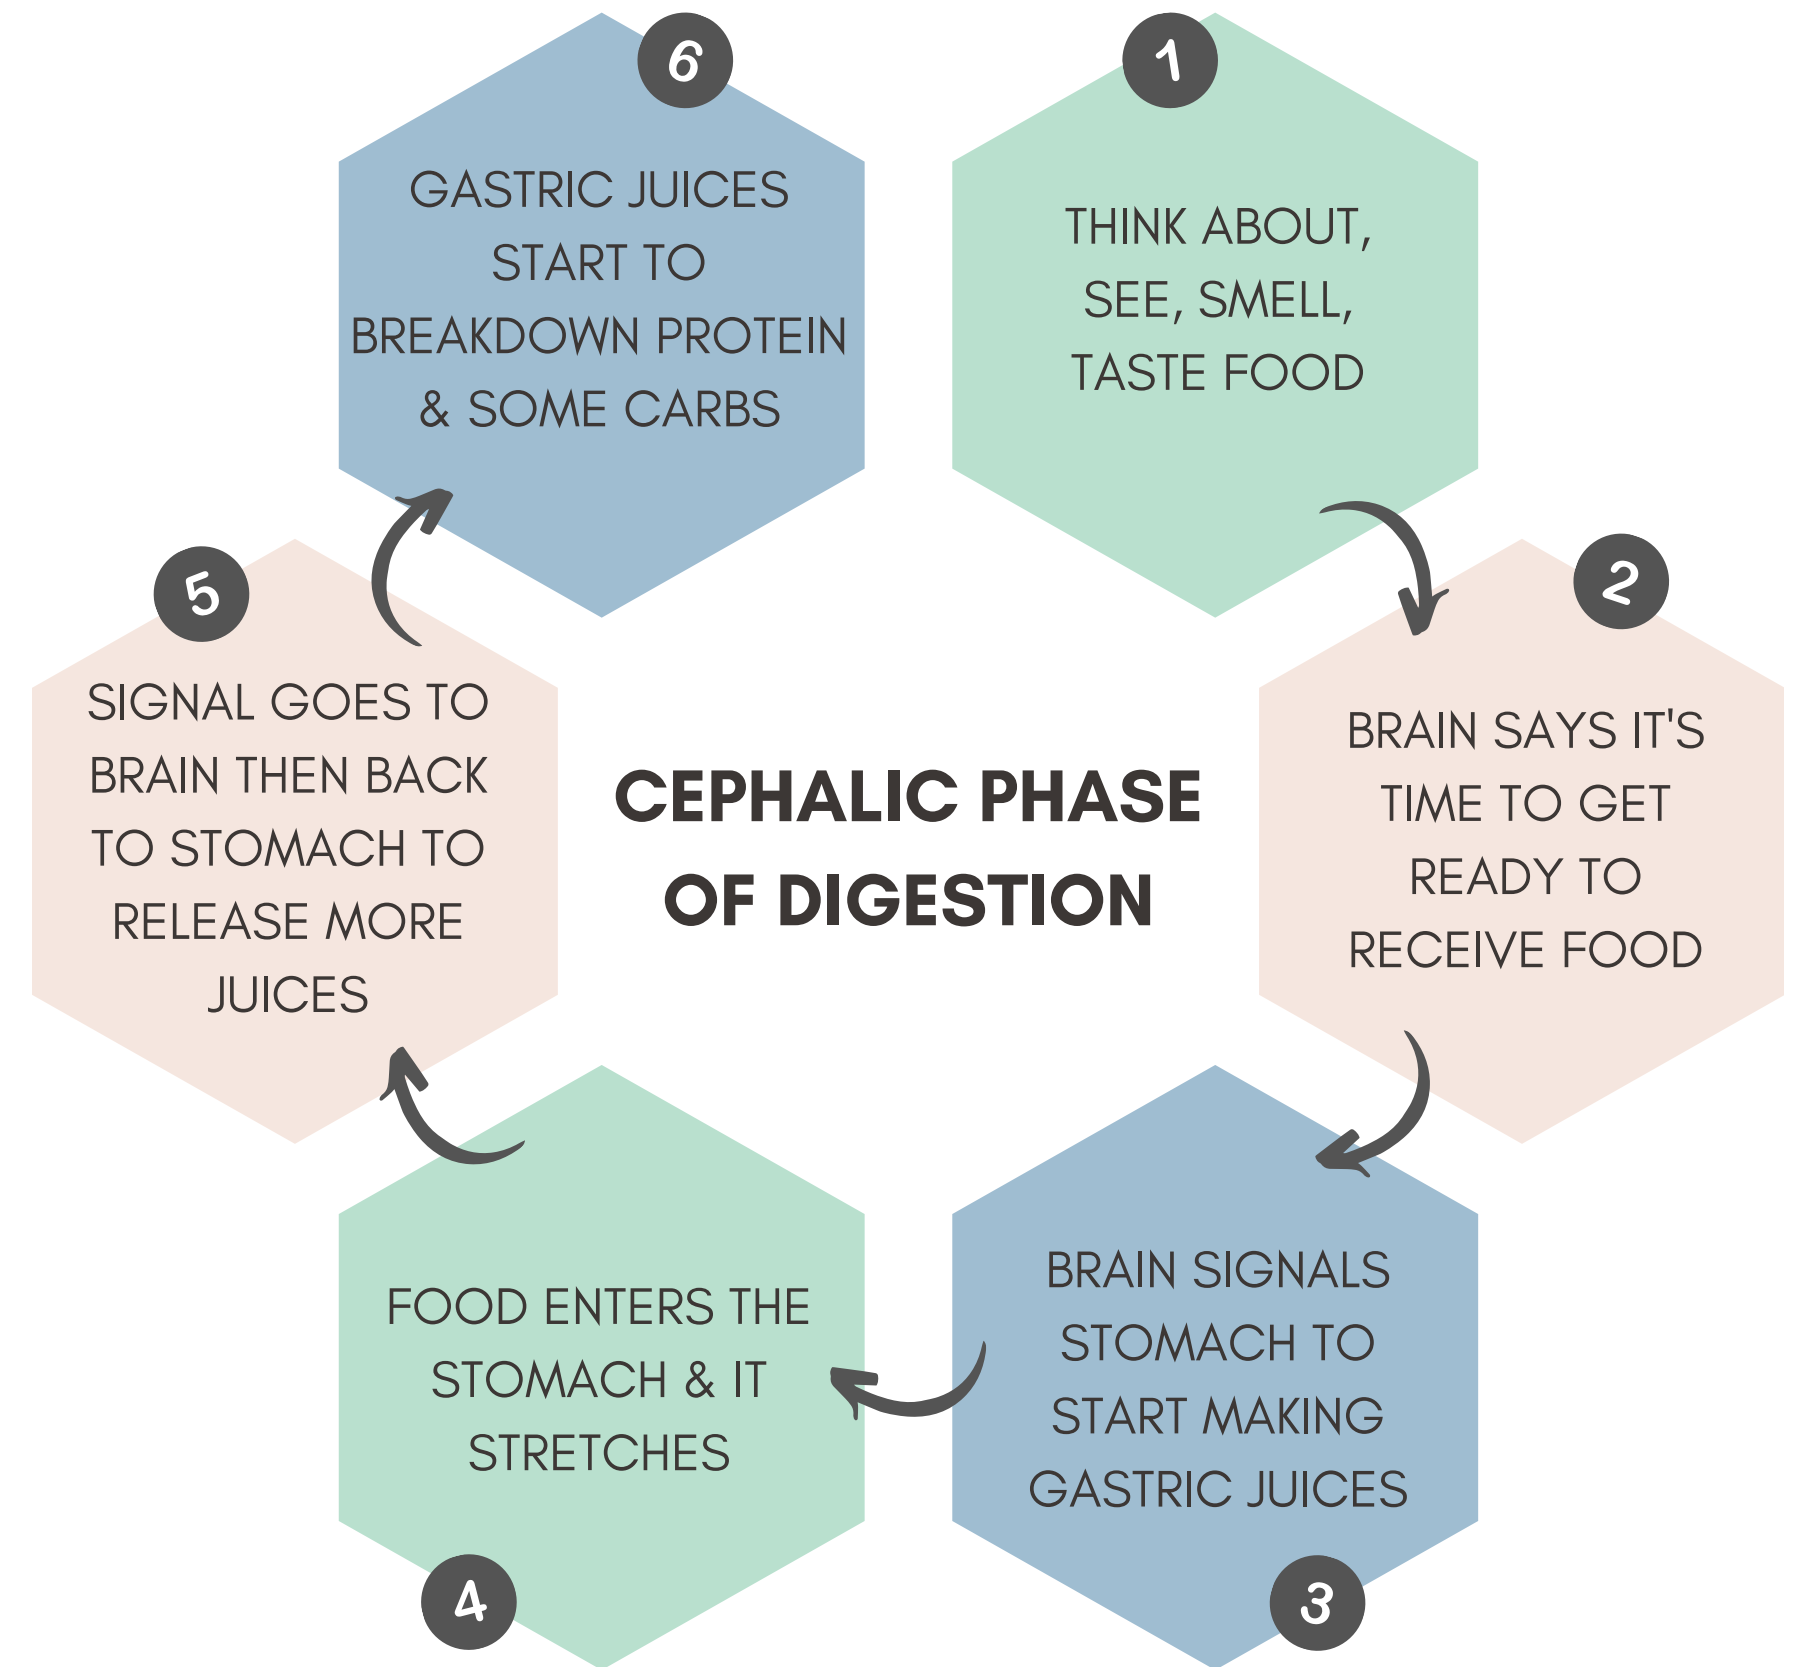 CEPHALIC PHASE
OF DIGESTION
1
THINK ABOUT,
SEE, SMELL,
TASTE FOOD
2
BRAIN SAYS IT'S
TIME TO GET
READY TO
RECEIVE FOOD
3
BRAIN SIGNALS
STOMACH TO
START MAKING
GASTRIC JUICES
4
FOOD ENTERS THE
STOMACH & IT
STRETCHES
5
SIGNAL GOES TO
BRAIN THEN BACK
TO STOMACH TO
RELEASE MORE
JUICES
6
GASTRIC JUICES
START TO
BREAKDOWN PROTEIN
& SOME CARBS